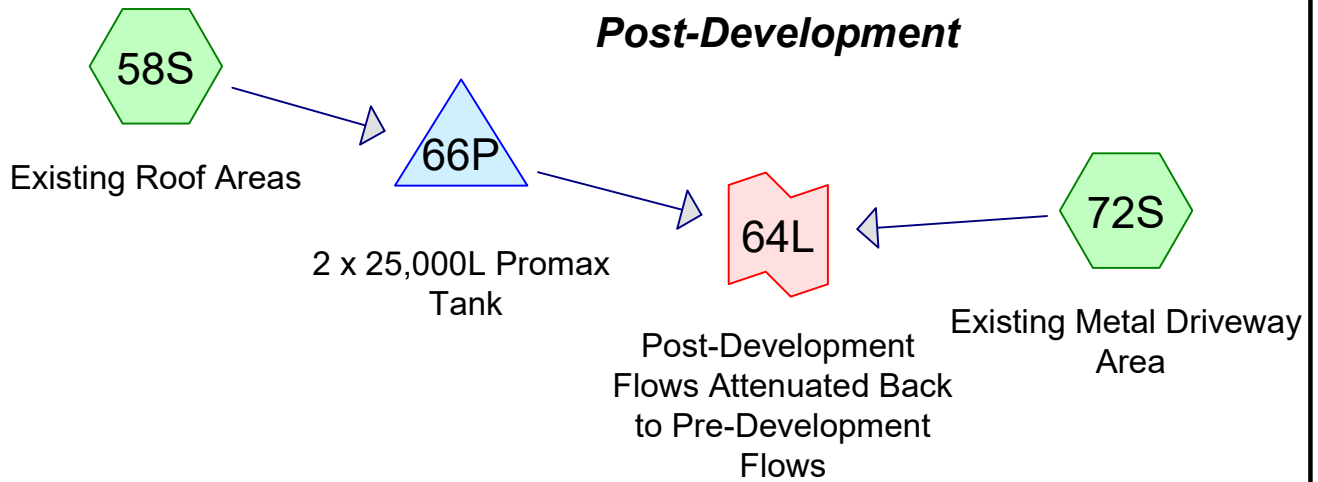 Post-Development
58S
Existing Roof Areas
66P
2 x 25,000L Promax
Tank
64L
Post-Development
Flows Attenuated Back
to Pre-Development
Flows
72S
Existing Metal Driveway
Area